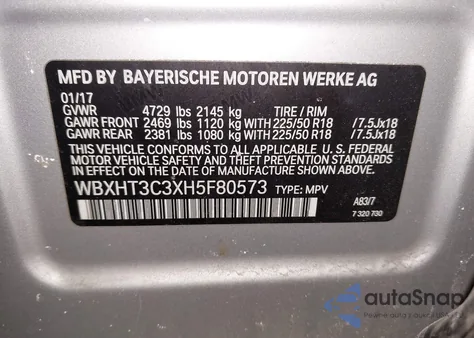 MFD BY BAYERISCHE MOTOREN WERKE AG
01/17
GVWR 4729 lbs 2145 kg TIRE / RIM
GAWR FRONT 2469 lbs 1120 kg WITH 225/50 R18 /7.5Jx18
GAWR REAR 2381 lbs 1080 kg WITH 225/50 R18 /7.5Jx18
THIS VEHICLE CONFORMS TO ALL APPLICABLE U. S. FEDERAL
MOTOR VEHICLE SAFETY AND THEFT PREVENTION STANDARDS
IN EFFECT ON THE DATE OF MANUFACTURE SHOWN ABOVE.
WBXHT3C3XH5F80573 TYPE: MPV
A83/7
7 320 730
autoSnap